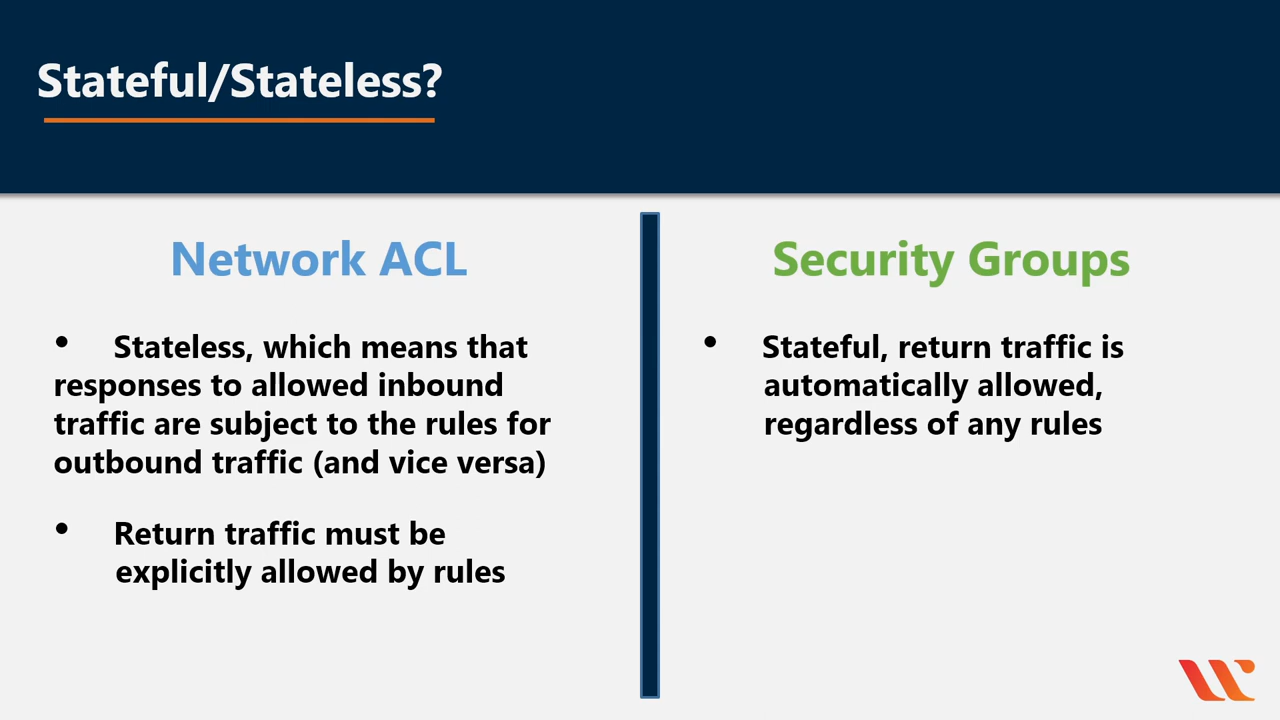 Stateful/Stateless?
Network ACL
• Stateless, which means that
responses to allowed inbound
traffic are subject to the rules for
outbound traffic (and vice versa)
• Return traffic must be
explicitly allowed by rules
Security Groups
• Stateful, return traffic is
automatically allowed,
regardless of any rules